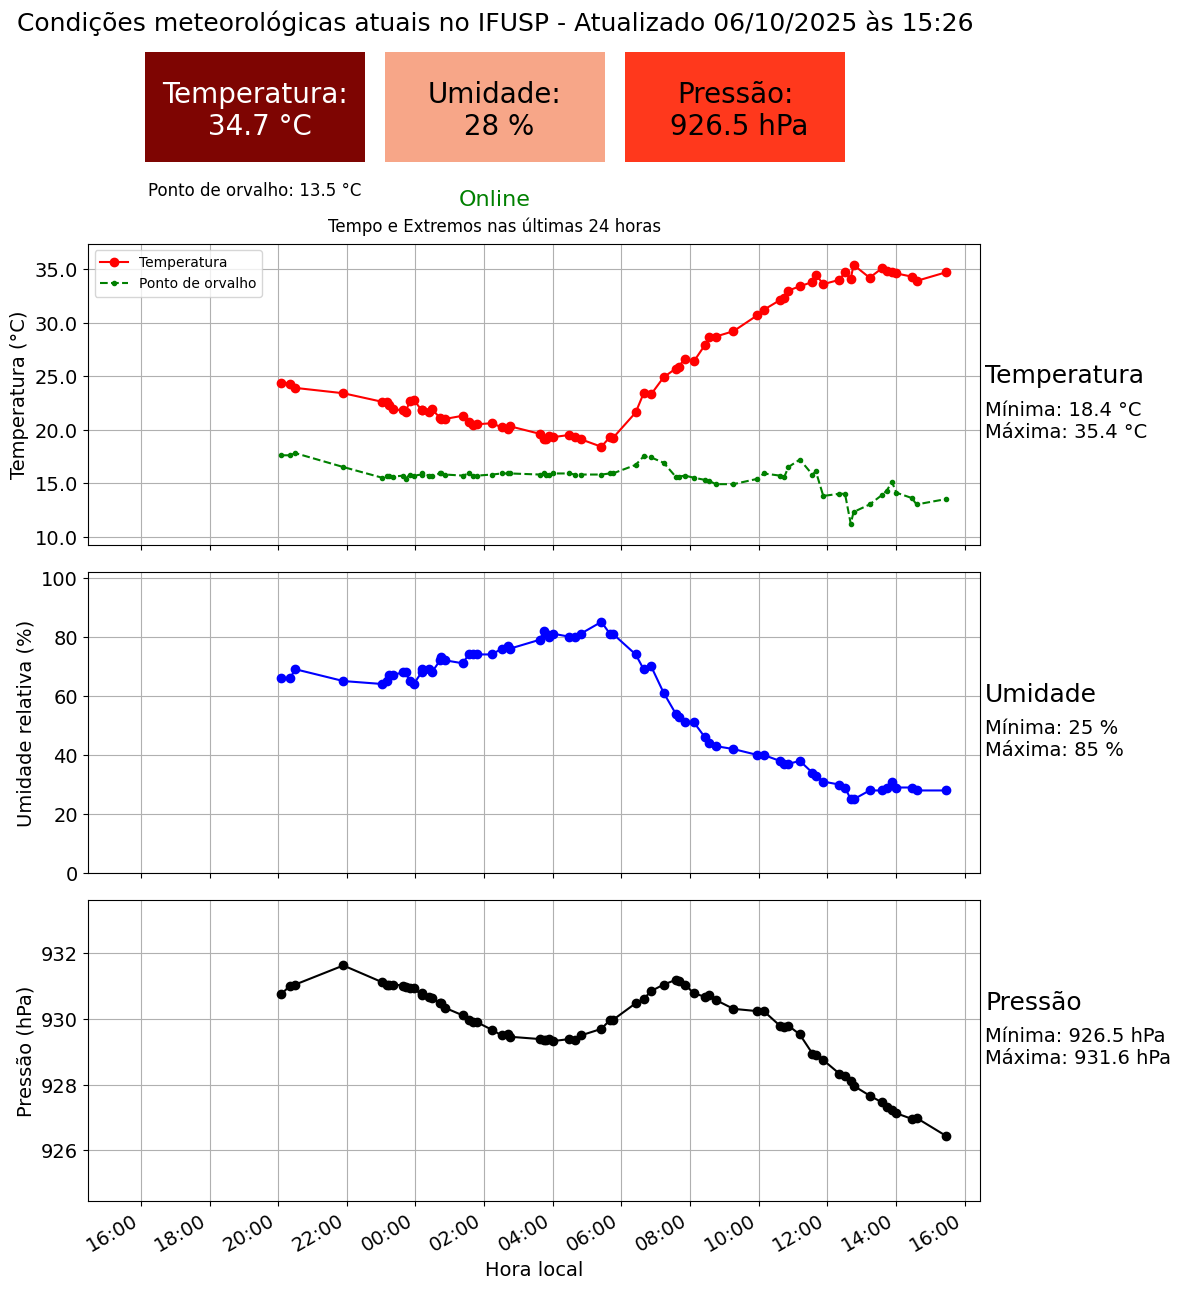 Condições meteorológicas atuais no IFUSP - Atualizado 06/10/2025 às 15:26
Temperatura:
34.7 °C
Umidade:
28 %
Pressão:
926.5 hPa
Ponto de orvalho: 13.5 °C
Online
Tempo e Extremos nas últimas 24 horas
Temperatura
Ponto de orvalho
Temperatura (°C)
35.0
30.0
25.0
20.0
15.0
10.0
Temperatura
Mínima: 18.4 °C
Máxima: 35.4 °C
Umidade relativa (%)
100
80
60
40
20
0
Umidade
Mínima: 25 %
Máxima: 85 %
Pressão (hPa)
932
930
928
926
Pressão
Mínima: 926.5 hPa
Máxima: 931.6 hPa
16:00 18:00 20:00 22:00 00:00 02:00 04:00 06:00 08:00 10:00 12:00 14:00 16:00
Hora local